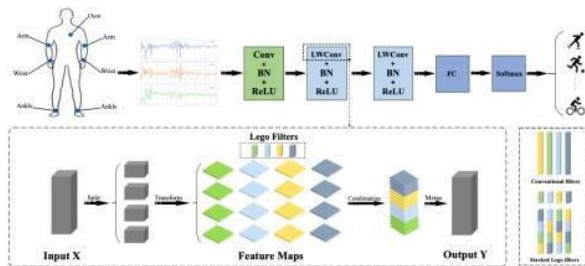 Chest
Arm
Arm
Wrist
Wrist
Ankle
Ankle
Conv
+
BN
+
ReLU
LWConv
+
BN
+
ReLU
LWConv
+
BN
+
ReLU
FC
Softmax
Lego Filters
Split
Transform
Combination
Merge
Input X
Feature Maps
Output Y
Conventional filters
Stacked Lego filters